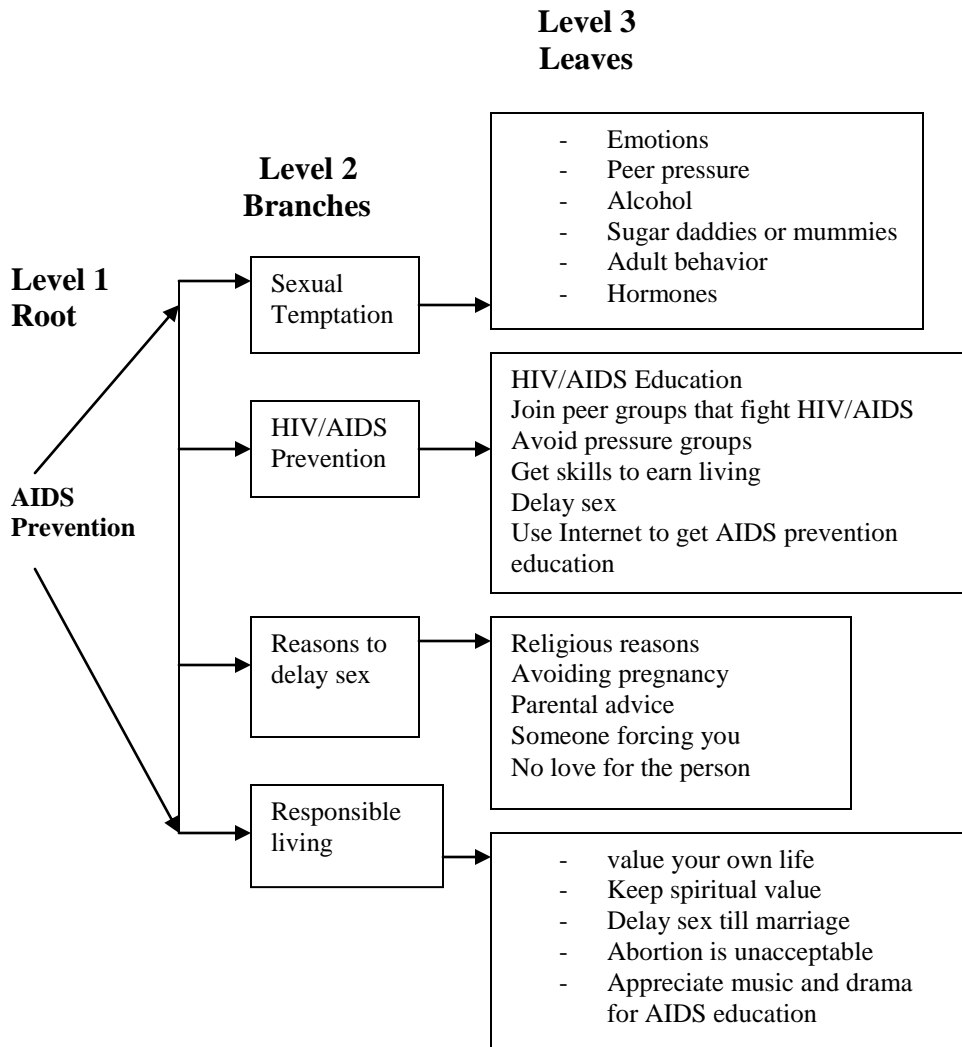 Level 3
Leaves
Level 2
Branches
Level 1
Root
AIDS
Prevention
Sexual
Temptation
- Emotions
- Peer pressure
- Alcohol
- Sugar daddies or mummies
- Adult behavior
- Hormones
HIV/AIDS
Prevention
HIV/AIDS Education
Join peer groups that fight HIV/AIDS
Avoid pressure groups
Get skills to earn living
Delay sex
Use Internet to get AIDS prevention
education
Reasons to
delay sex
Religious reasons
Avoiding pregnancy
Parental advice
Someone forcing you
No love for the person
Responsible
living
- value your own life
- Keep spiritual value
- Delay sex till marriage
- Abortion is unacceptable
- Appreciate music and drama
for AIDS education